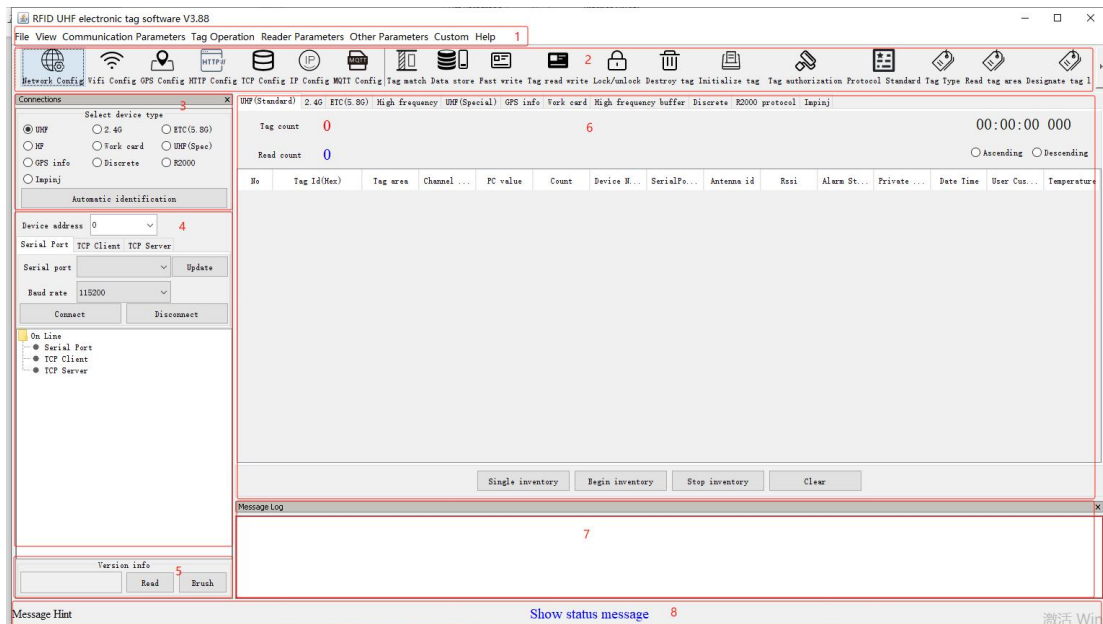 RFID UHF electronic tag software V3.88
File View Communication Parameters Tag Operation Reader Parameters Other Parameters Custom Help 1
2
Network Config Vifi Config GPS Config HTTP Config TCP Config IP Config MQTT Config Tag match Data store Fast write Tag read write Lock/unlock Destroy tag Initialize tag Tag authorization Protocol Standard Tag Type Read tag area Designate tag l
Connections 3
Select device type
UHF 2.4G ETC(5.8G)
HF Work card UHF(Spec)
GPS info Discrete R2000
Impinj
Automatic identification
Device address 0 4
Serial Port TCP Client TCP Server
Serial port Update
Baud rate 115200
Connect Disconnect
On Line
Serial Port
TCP Client
TCP Server
Version info
5
Read Brush
UHF(Standard) 2.4G ETC(5.8G) High frequency UHF(Special) GPS info Work card High frequency buffer Discrete R2000 protocol Impinj
Tag count 0 6 00:00:00 000
Read count 0 Ascending Descending
No Tag Id(Hex) Tag area Channel ... PC value Count Device N... SerialPo... Antenna id Rssi Alarm St... Private ... Date Time User Cus... Temperature
Single inventory Begin inventory Stop inventory Clear
Message Log
7
Message Hint Show status message 8
激活 Win